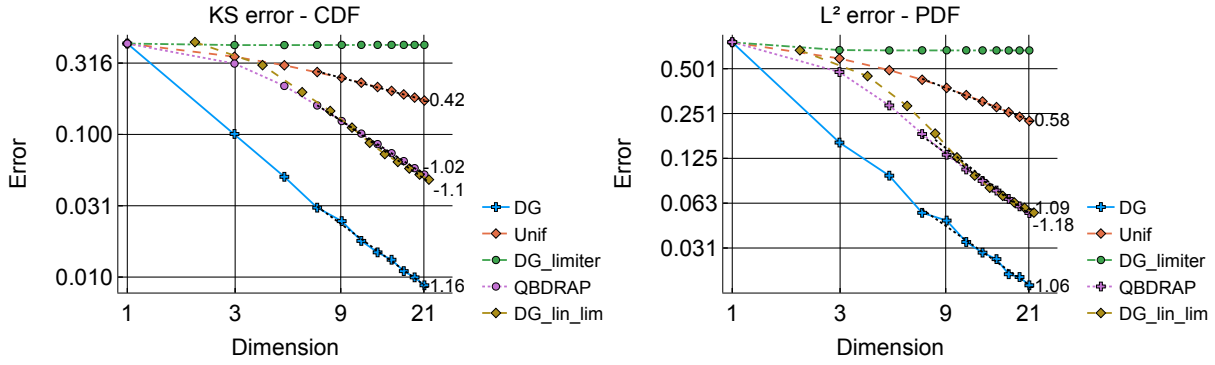 KS error - CDF
Error
0.316
0.100
0.031
0.010
0.42
-1.02
-1.1
1.16
1
3
9
21
Dimension
DG
Unif
DG_limiter
QBDRAP
DG_lin_lim
L² error - PDF
Error
0.501
0.251
0.125
0.063
0.031
0.58
1.09
-1.18
1.06
1
3
9
21
Dimension
DG
Unif
DG_limiter
QBDRAP
DG_lin_lim